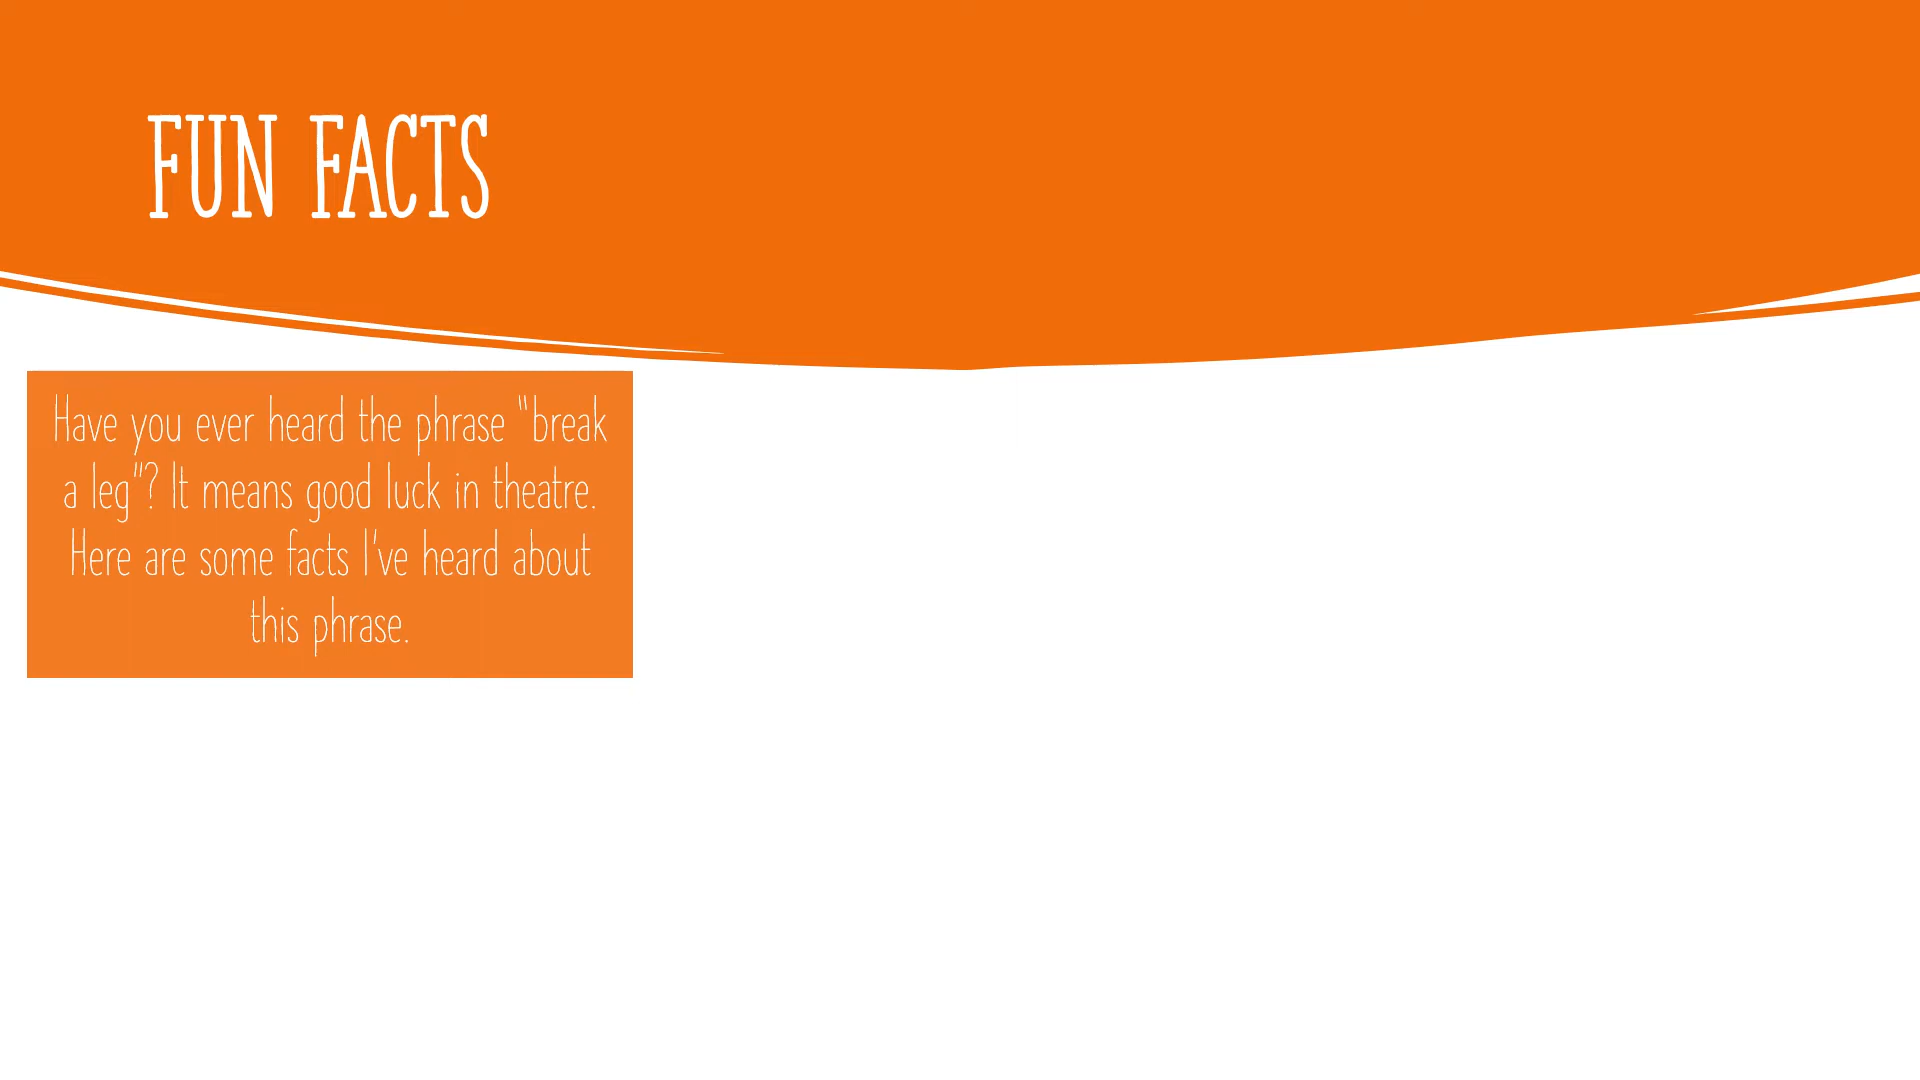 FUN FACTS
Have you ever heard the phrase "break
a leg"? It means good luck in theatre.
Here are some facts I've heard about
this phrase.